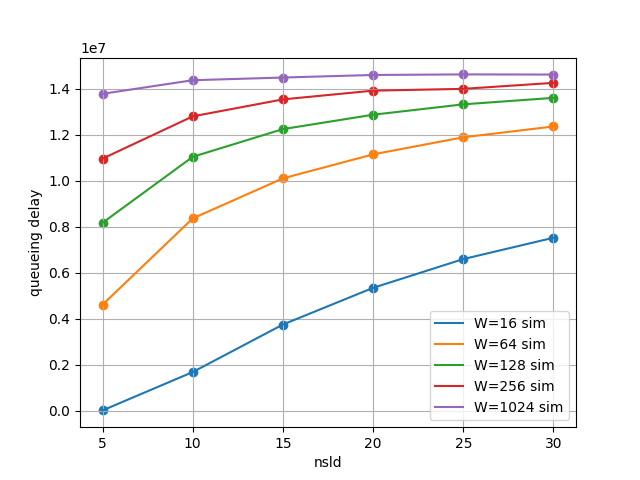 1e7
1.4
1.2
1.0
0.8
0.6
0.4
0.2
0.0
queueing delay
5 10 15 20 25 30
nsld
W=16 sim
W=64 sim
W=128 sim
W=256 sim
W=1024 sim